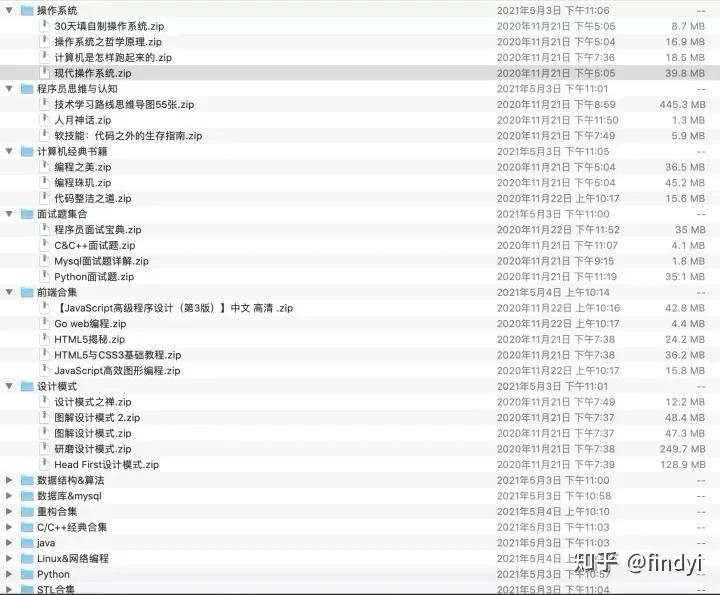 操作系统 2021年5月3日 下午11:06 --
30天填自制操作系统.zip 2020年11月21日 下午5:05 8.7 MB
操作系统之哲学原理.zip 2020年11月21日 下午5:04 16.9 MB
计算机是怎样跑起来的.zip 2020年11月21日 下午7:36 18.5 MB
现代操作系统.zip 2020年11月21日 下午5:05 39.8 MB
程序员思维与认知 2021年5月3日 下午11:01 --
技术学习路线思维导图55张.zip 2020年11月21日 下午8:59 445.3 MB
人月神话.zip 2020年11月21日 下午11:50 1.3 MB
软技能：代码之外的生存指南.zip 2020年11月21日 下午7:49 5.9 MB
计算机经典书籍 2021年5月3日 下午11:05 --
编程之美.zip 2020年11月21日 下午5:04 36.5 MB
编程珠玑.zip 2020年11月21日 下午5:04 45.2 MB
代码整洁之道.zip 2020年11月22日 上午10:17 15.6 MB
面试题集合 2021年5月3日 下午11:00 --
程序员面试宝典.zip 2020年11月22日 下午11:52 35 MB
C&C++面试题.zip 2020年11月21日 下午11:07 4.1 MB
Mysql面试题详解.zip 2020年11月21日 下午9:15 1.8 MB
Python面试题.zip 2020年11月21日 下午11:19 35.1 MB
前端合集 2021年5月4日 上午10:14 --
【JavaScript高级程序设计（第3版）】中文 高清 .zip 2020年11月22日 上午10:16 42.8 MB
Go web编程.zip 2020年11月22日 上午10:17 4.4 MB
HTML5揭秘.zip 2020年11月21日 下午7:38 24.2 MB
HTML5与CSS3基础教程.zip 2020年11月21日 下午7:38 36.2 MB
JavaScript高效图形编程.zip 2020年11月22日 上午10:17 15.8 MB
设计模式 2021年5月3日 下午11:01 --
设计模式之禅.zip 2020年11月21日 下午7:49 12.2 MB
图解设计模式 2.zip 2020年11月21日 下午7:37 48.4 MB
图解设计模式.zip 2020年11月21日 下午7:37 47.3 MB
研磨设计模式.zip 2020年11月21日 下午7:38 249.7 MB
Head First设计模式.zip 2020年11月21日 下午7:39 128.9 MB
数据结构&算法 2021年5月3日 下午11:00 --
数据库&mysql 2021年5月3日 下午10:58 --
重构合集 2021年5月4日 上午10:10 --
C/C++经典合集 2021年5月3日 下午11:03 --
java 2021年5月3日 下午11:03 --
Linux&网络编程 2021年5月4日
Python 2021年5月3日 下午10:57 --
STL合集 2021年5月3日 下午11:04 --
知乎 @findyi